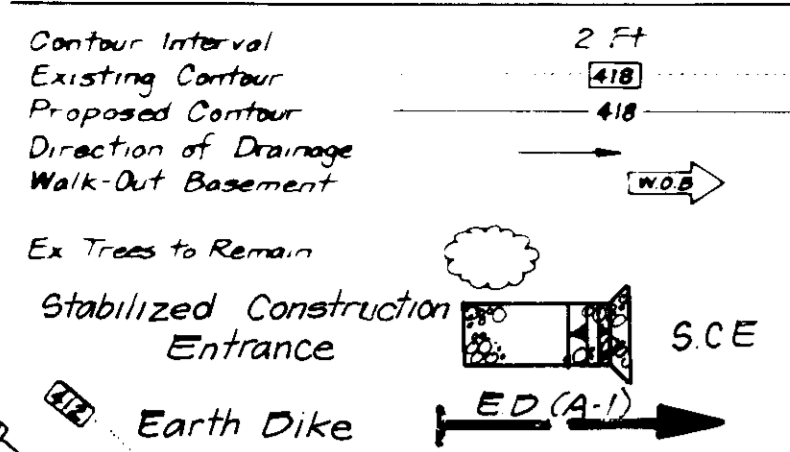 Contour Interval 2 Ft
Existing Contour 418
Proposed Contour 418
Direction of Drainage
Walk-Out Basement W.O.B
Ex Trees to Remain
Stabilized Construction
Entrance S.C E
412
Earth Dike E.D (A-1)